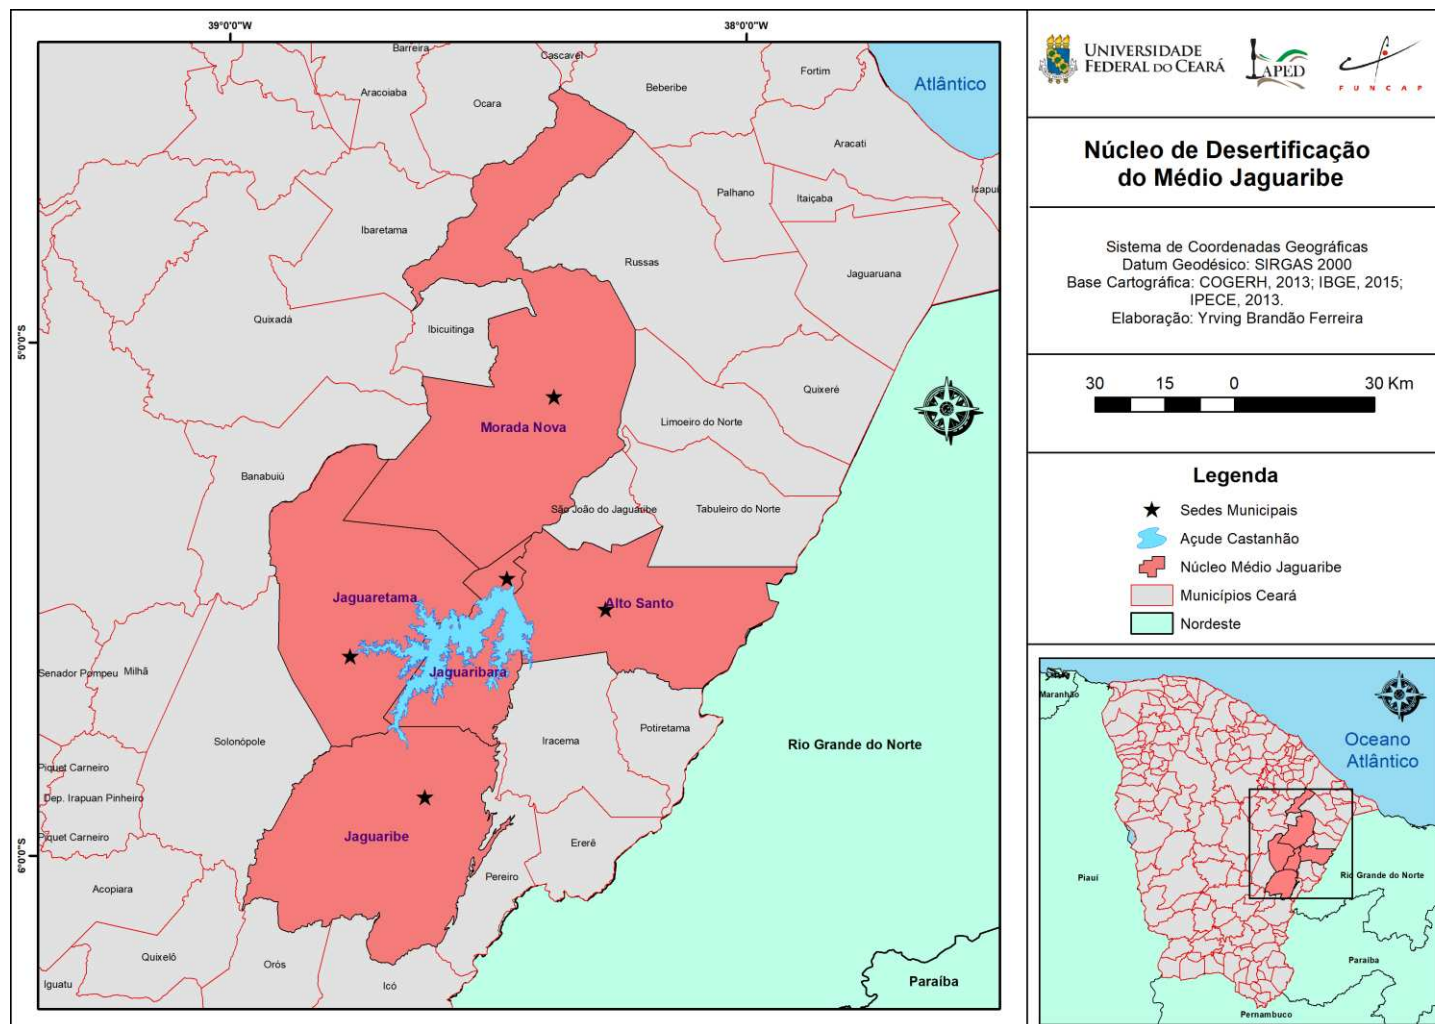 39°0'0"W
38°0'0"W
5°0'0"S
6°0'0"S
Barreira
Cascavel
Fortim
Aracoiaba
Ocara
Beberibe
Atlântico
Aracati
Palhano
Itaiçaba
Icapuí
Ibaretama
Russas
Jaguaruana
Quixadá
Ibicuitinga
Quixeré
Morada Nova
Limoeiro do Norte
Banabuiú
São João do Jaguaribe
Tabuleiro do Norte
Jaguaretama
Alto Santo
Senador Pompeu
Milhã
Jaguaribara
Solonópole
Iracema
Potiretama
Rio Grande do Norte
Piquet Carneiro
Dep. Irapuan Pinheiro
Piquet Carneiro
Jaguaribe
Ererê
Pereiro
Acopiara
Quixelô
Orós
Iguatu
Icó
Paraíba
UNIVERSIDADE
FEDERAL DO CEARÁ
LAPED
FUNCAP
Núcleo de Desertificação
do Médio Jaguaribe
Sistema de Coordenadas Geográficas
Datum Geodésico: SIRGAS 2000
Base Cartográfica: COGERH, 2013; IBGE, 2015;
IPECE, 2013.
Elaboração: Yrving Brandão Ferreira
30 15 0 30 Km
Legenda
Sedes Municipais
Açude Castanhão
Núcleo Médio Jaguaribe
Municípios Ceará
Nordeste
Maranhão
Oceano
Atlântico
Piauí
Rio Grande do Norte
Paraíba
Pernambuco